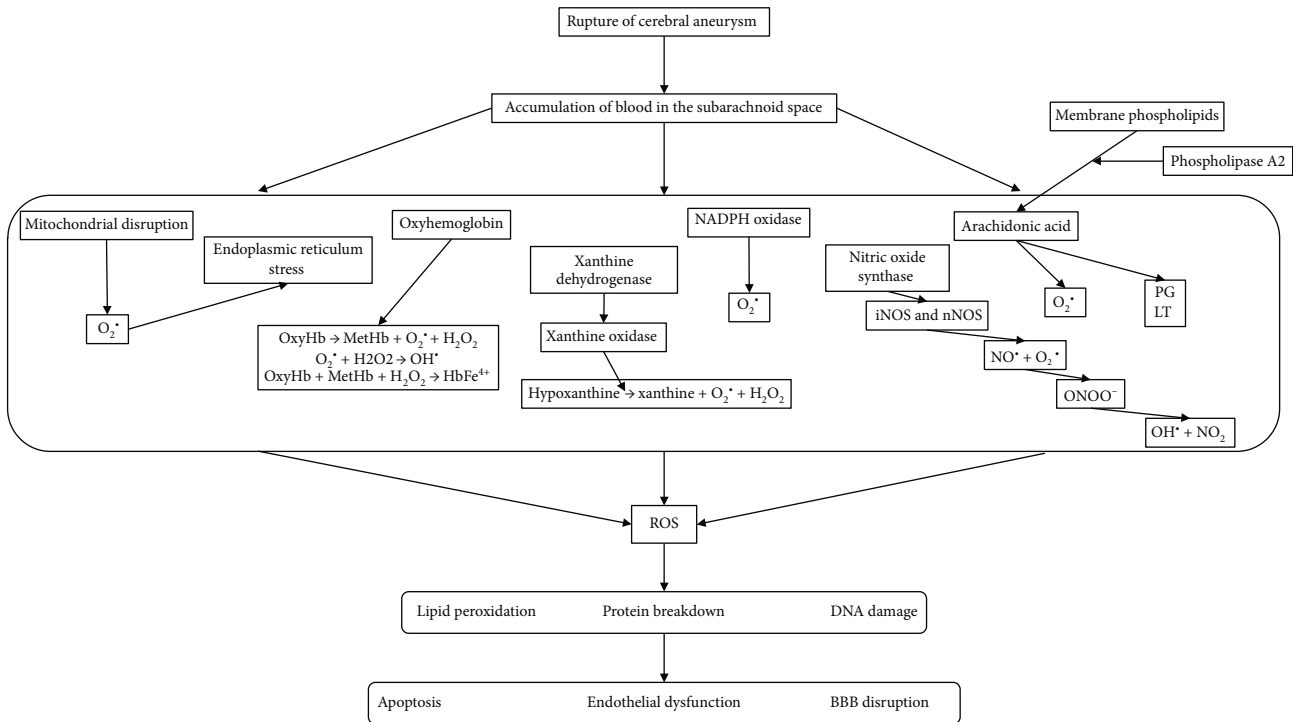 Rupture of cerebral aneurysm
Accumulation of blood in the subarachnoid space
Membrane phospholipids
Phospholipase A2
Mitochondrial disruption
O₂•
Endoplasmic reticulum
stress
Oxyhemoglobin
OxyHb → MetHb + O₂• + H₂O₂
O₂• + H2O2 → OH•
OxyHb + MetHb + H₂O₂ → HbFe⁴⁺
Xanthine
dehydrogenase
Xanthine oxidase
Hypoxanthine → xanthine + O₂• + H₂O₂
NADPH oxidase
O₂•
Nitric oxide
synthase
iNOS and nNOS
NO• + O₂•
ONOO⁻
OH• + NO₂
Arachidonic acid
O₂•
PG
LT
ROS
Lipid peroxidation Protein breakdown DNA damage
Apoptosis Endothelial dysfunction BBB disruption